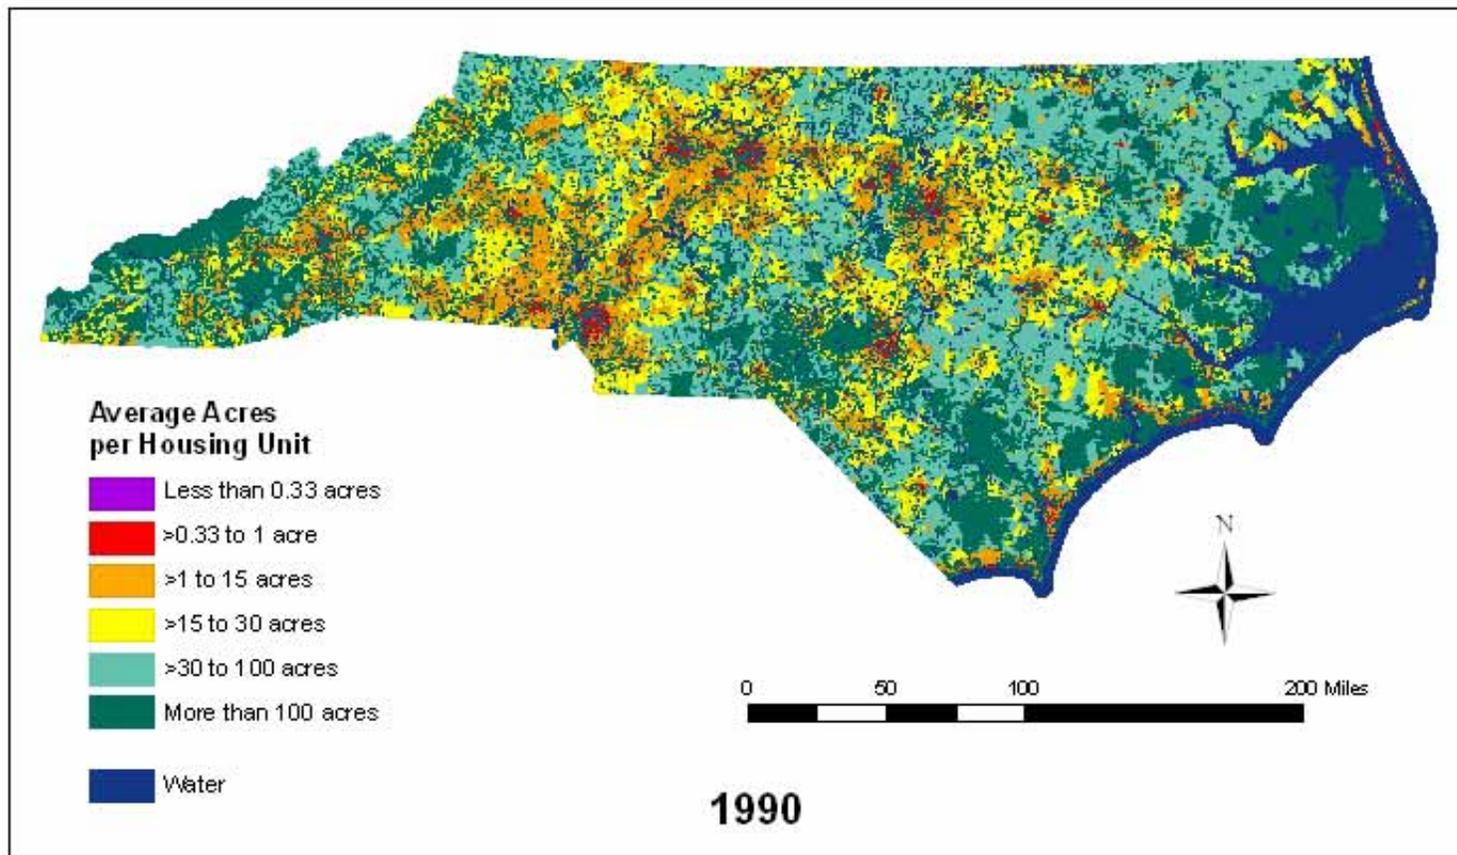 Average Acres
per Housing Unit
Less than 0.33 acres
>0.33 to 1 acre
>1 to 15 acres
>15 to 30 acres
>30 to 100 acres
More than 100 acres
Water
N
0 50 100 200 Miles
1990